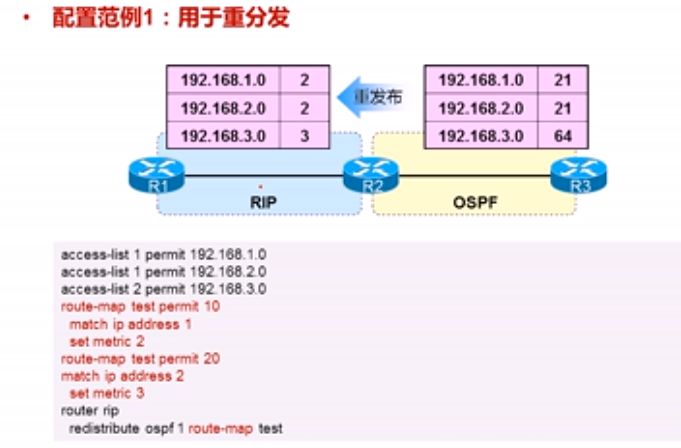 • 配置范例1：用于重分发
192.168.1.0 2
192.168.2.0 2
192.168.3.0 3
重发布
192.168.1.0 21
192.168.2.0 21
192.168.3.0 64
R1
R2
R3
RIP
OSPF
access-list 1 permit 192.168.1.0
access-list 1 permit 192.168.2.0
access-list 2 permit 192.168.3.0
route-map test permit 10
match ip address 1
set metric 2
route-map test permit 20
match ip address 2
set metric 3
router rip
redistribute ospf 1 route-map test